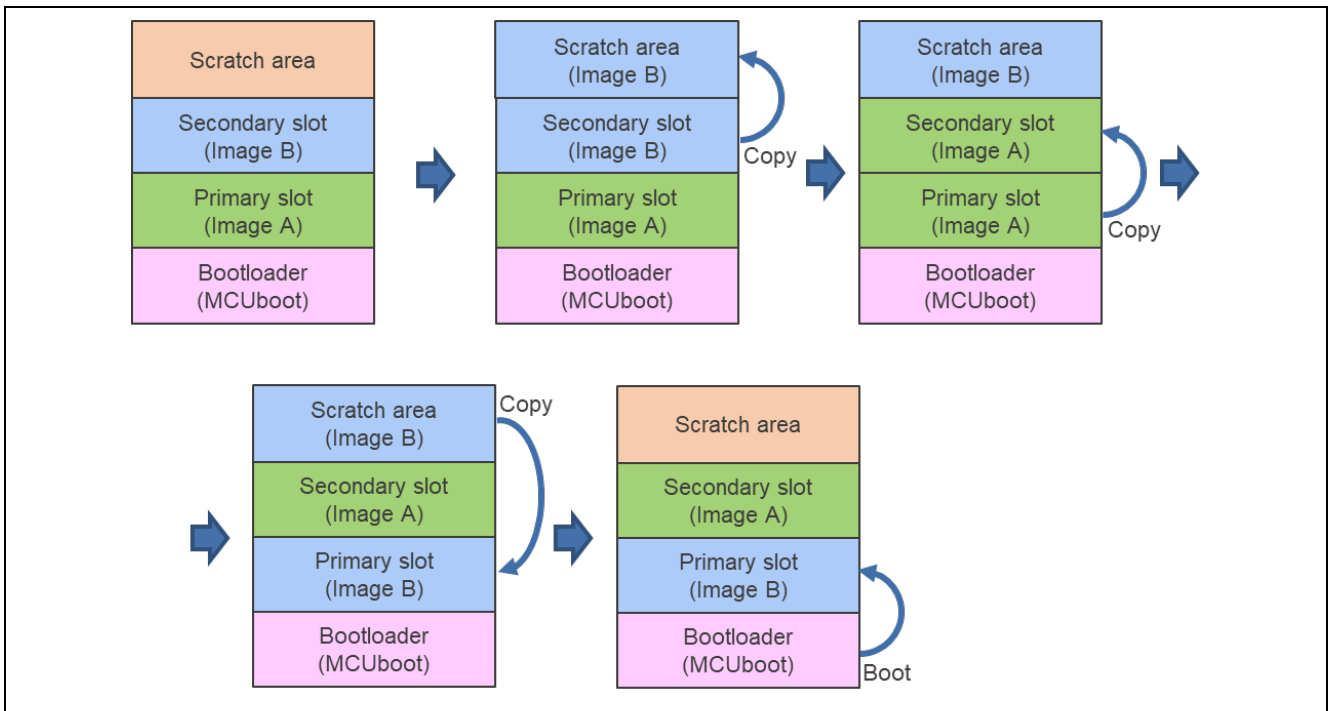 Scratch area
Secondary slot
(Image B)
Primary slot
(Image A)
Bootloader
(MCUboot)
Scratch area
(Image B)
Secondary slot
(Image B)
Copy
Primary slot
(Image A)
Bootloader
(MCUboot)
Scratch area
(Image B)
Secondary slot
(Image A)
Primary slot
(Image A)
Copy
Bootloader
(MCUboot)
Scratch area
(Image B)
Copy
Secondary slot
(Image A)
Primary slot
(Image B)
Bootloader
(MCUboot)
Scratch area
Secondary slot
(Image A)
Primary slot
(Image B)
Bootloader
(MCUboot)
Boot